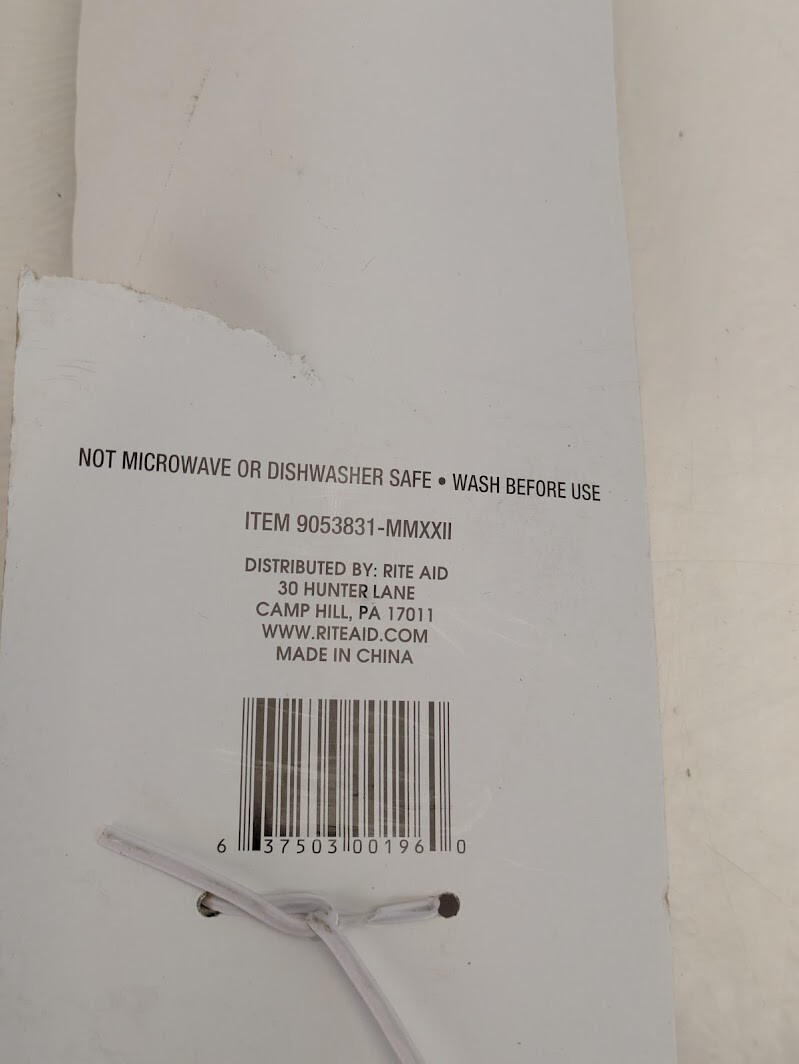 NOT MICROWAVE OR DISHWASHER SAFE • WASH BEFORE USE
ITEM 9053831-MMXXII
DISTRIBUTED BY: RITE AID
30 HUNTER LANE
CAMP HILL, PA 17011
WWW.RITEAID.COM
MADE IN CHINA
6 37503 00196 0